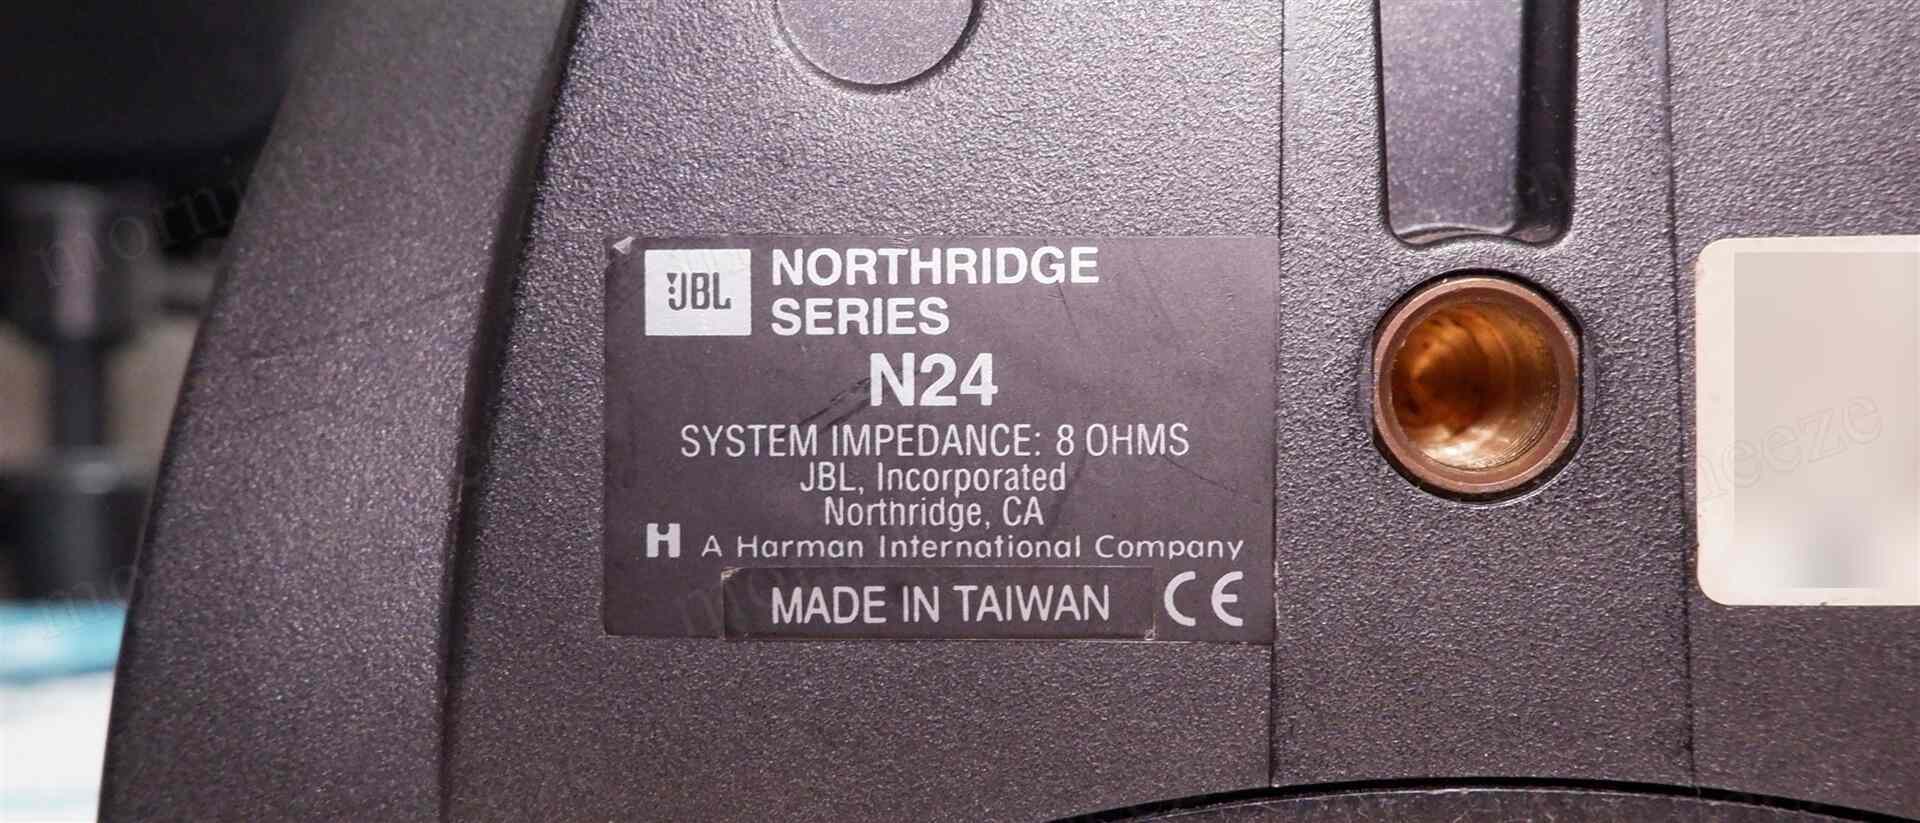 JBL
NORTHRIDGE
SERIES
N24
SYSTEM IMPEDANCE: 8 OHMS
JBL, Incorporated
Northridge, CA
H A Harman International Company
MADE IN TAIWAN CE